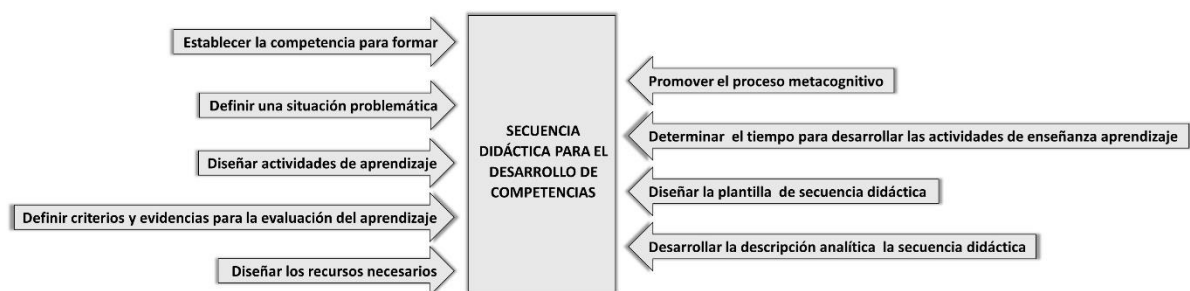 Establecer la competencia para formar
Definir una situación problemática
Diseñar actividades de aprendizaje
Definir criterios y evidencias para la evaluación del aprendizaje
Diseñar los recursos necesarios
SECUENCIA
DIDÁCTICA PARA EL
DESARROLLO DE
COMPETENCIAS
Promover el proceso metacognitivo
Determinar el tiempo para desarrollar las actividades de enseñanza aprendizaje
Diseñar la plantilla de secuencia didáctica
Desarrollar la descripción analítica la secuencia didáctica